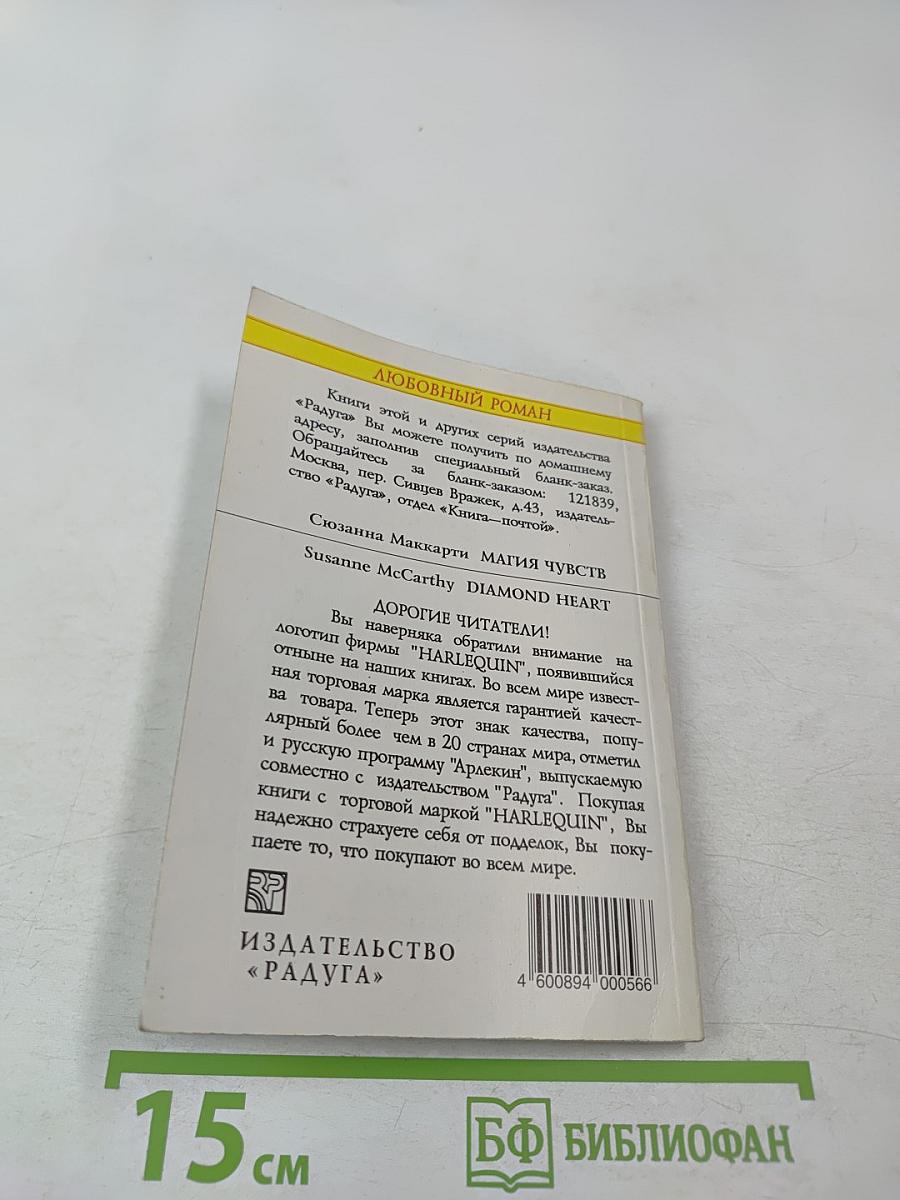 ЛЮБОВНЫЙ РОМАН
Книги этой и других серий издательства
«Радуга» Вы можете получить по домашнему
адресу, заполнив специальный бланк-заказ.
Обращайтесь за бланк-заказом: 121839,
Москва, пер. Сивцев Вражек, д.43, издатель-
ство «Радуга», отдел «Книга—почтой».
Сюзанна Маккарти МАГИЯ ЧУВСТВ
Susanne McCarthy DIAMOND HEART
ДОРОГИЕ ЧИТАТЕЛИ!
Вы наверняка обратили внимание на
логотип фирмы "HARLEQUIN", появившийся
отныне на наших книгах. Во всем мире извест-
ная торговая марка является гарантией качест-
ва товара. Теперь этот знак качества, попу-
лярный более чем в 20 странах мира, отметил
и русскую программу "Арлекин", выпускаемую
совместно с издательством "Радуга". Покупая
книги с торговой маркой "HARLEQUIN", Вы
надежно страхуете себя от подделок, Вы поку-
паете то, что покупают во всем мире.
ИЗДАТЕЛЬСТВО
«РАДУГА»
4 600894 000566
15 см
БФ БИБЛИОФАН